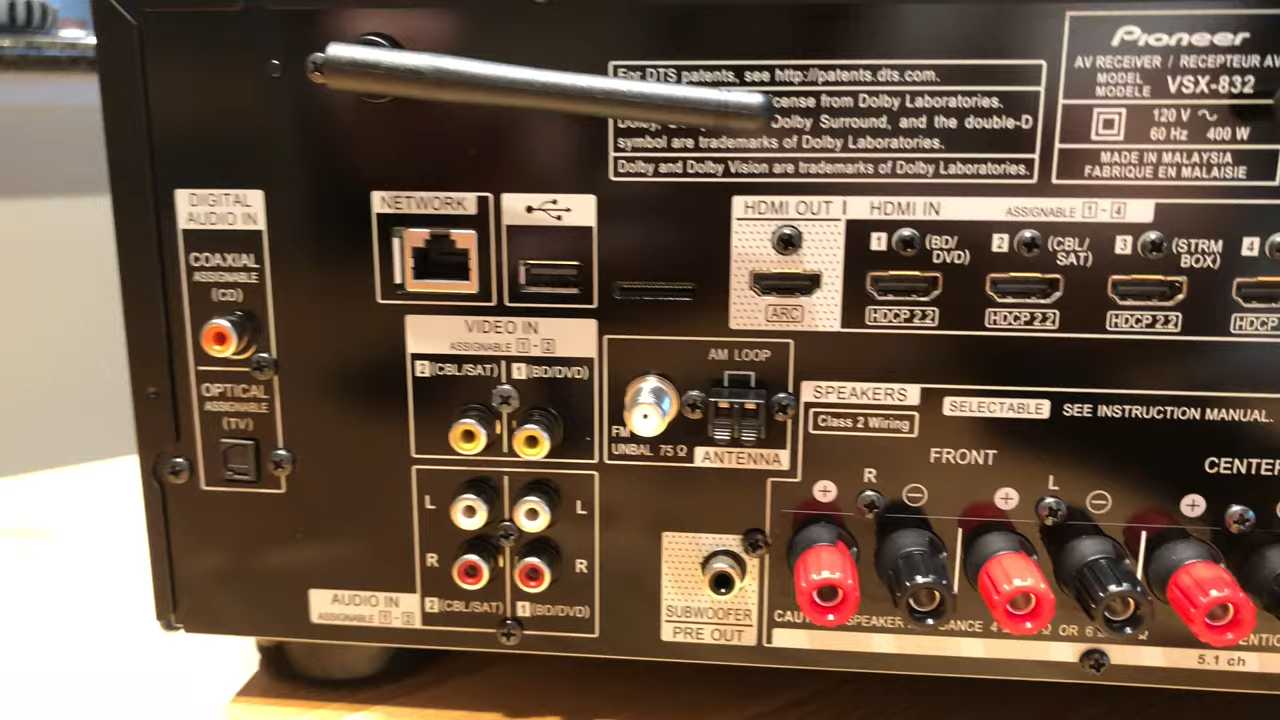 Pioneer
AV RECEIVER / RECEPTEUR AV
MODEL
MODÈLE
VSX-832
120 V
60 Hz 400 W
MADE IN MALAYSIA
FABRIQUE EN MALAISIE
For DTS patents, see http://patents.dts.com.
cense from Dolby Laboratories.
Dolby, Dolby Surround, and the double-D
symbol are trademarks of Dolby Laboratories.
Dolby and Dolby Vision are trademarks of Dolby Laboratories.
DIGITAL
AUDIO IN
COAXIAL
ASSIGNABLE
(CD)
OPTICAL
ASSIGNABLE
(TV)
NETWORK
HDMI OUT
ARC
HDMI IN
ASSIGNABLE 1 - 4
1 (BD/
DVD)
HDCP 2.2
2 (CBL/
SAT)
HDCP 2.2
3 (STRM
BOX)
HDCP 2.2
4
HDCP
VIDEO IN
ASSIGNABLE 1 - 2
2 (CBL/SAT)
1 (BD/DVD)
L
L
R
R
2 (CBL/SAT)
1 (BD/DVD)
AUDIO IN
ASSIGNABLE 1 - 2
AM LOOP
FM
UNBAL 75 Ω
ANTENNA
SUBWOOFER
PRE OUT
SPEAKERS
Class 2 Wiring
SELECTABLE
SEE INSTRUCTION MANUAL.
FRONT
CENTER
R
L
+ −
+ −
+
SPEAKER
OR 6
5.1 ch